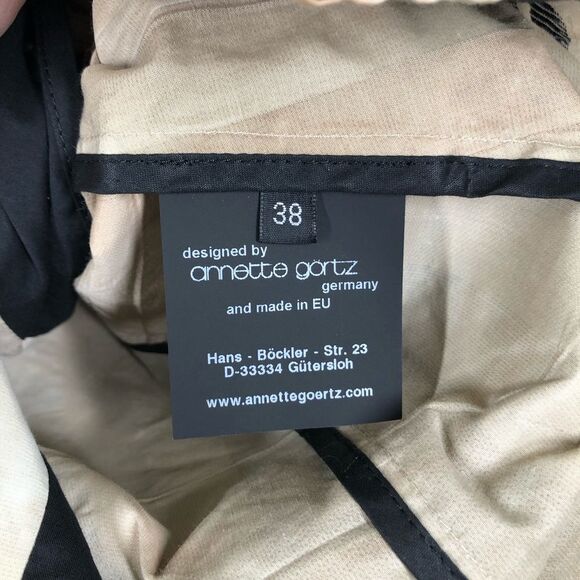 38
designed by
annette görtz
germany
and made in EU
Hans - Böckler - Str. 23
D-33334 Gütersloh
www.annettegoertz.com